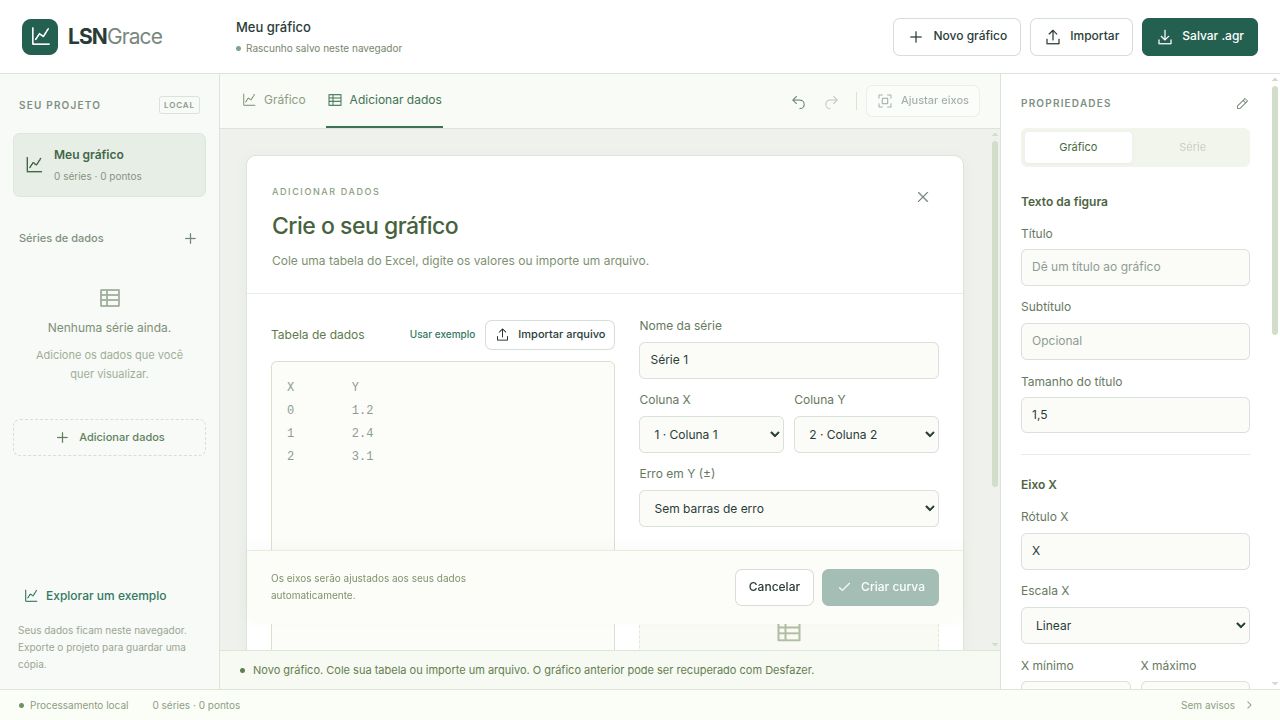 LSNGrace
Meu gráfico
Rascunho salvo neste navegador
Novo gráfico
Importar
Salvar .agr
SEU PROJETO
LOCAL
Meu gráfico
0 séries · 0 pontos
Séries de dados
Nenhuma série ainda.
Adicione os dados que você
quer visualizar.
Adicionar dados
Explorar um exemplo
Seus dados ficam neste navegador.
Exporte o projeto para guardar uma
cópia.
Gráfico
Adicionar dados
Ajustar eixos
ADICIONAR DADOS
Crie o seu gráfico
Cole uma tabela do Excel, digite os valores ou importe um arquivo.
Tabela de dados
Usar exemplo
Importar arquivo
X Y
0 1.2
1 2.4
2 3.1
Nome da série
Série 1
Coluna X
Coluna Y
1 · Coluna 1
2 · Coluna 2
Erro em Y (±)
Sem barras de erro
Os eixos serão ajustados aos seus dados
automaticamente.
Cancelar
Criar curva
Novo gráfico. Cole sua tabela ou importe um arquivo. O gráfico anterior pode ser recuperado com Desfazer.
PROPRIEDADES
Gráfico
Série
Texto da figura
Título
Dê um título ao gráfico
Subtítulo
Opcional
Tamanho do título
1,5
Eixo X
Rótulo X
X
Escala X
Linear
X mínimo
X máximo
Processamento local
0 séries · 0 pontos
Sem avisos